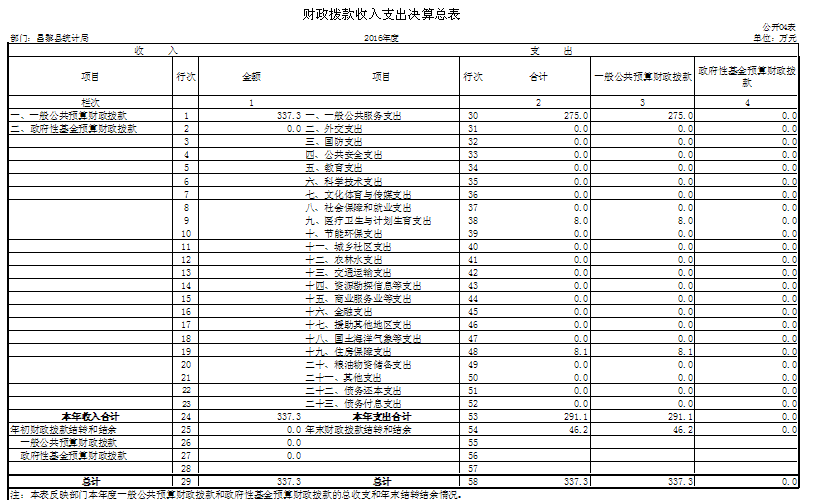 财政拨款收入支出决算总表
公开04表
部门：昌黎县统计局 2016年度 单位：万元
收 入 支 出
项目 行次 金额 项目 行次 合计 一般公共预算财政拨款 政府性基金预算财政拨款
栏次 1 2 3 4
一、一般公共预算财政拨款 1 337.3 一、一般公共服务支出 30 275.0 275.0 0.0
二、政府性基金预算财政拨款 2 0.0 二、外交支出 31 0.0 0.0 0.0
3 三、国防支出 32 0.0 0.0 0.0
4 四、公共安全支出 33 0.0 0.0 0.0
5 五、教育支出 34 0.0 0.0 0.0
6 六、科学技术支出 35 0.0 0.0 0.0
7 七、文化体育与传媒支出 36 0.0 0.0 0.0
8 八、社会保障和就业支出 37 0.0 0.0 0.0
9 九、医疗卫生与计划生育支出 38 8.0 8.0 0.0
10 十、节能环保支出 39 0.0 0.0 0.0
11 十一、城乡社区支出 40 0.0 0.0 0.0
12 十二、农林水支出 41 0.0 0.0 0.0
13 十三、交通运输支出 42 0.0 0.0 0.0
14 十四、资源勘探信息等支出 43 0.0 0.0 0.0
15 十五、商业服务业等支出 44 0.0 0.0 0.0
16 十六、金融支出 45 0.0 0.0 0.0
17 十七、援助其他地区支出 46 0.0 0.0 0.0
18 十八、国土海洋气象等支出 47 0.0 0.0 0.0
19 十九、住房保障支出 48 8.1 8.1 0.0
20 二十、粮油物资储备支出 49 0.0 0.0 0.0
21 二十一、其他支出 50 0.0 0.0 0.0
22 二十二、债务还本支出 51 0.0 0.0 0.0
23 二十三、债务付息支出 52 0.0 0.0 0.0
本年收入合计 24 337.3 本年支出合计 53 291.1 291.1 0.0
年初财政拨款结转和结余 25 0.0 年末财政拨款结转和结余 54 46.2 46.2 0.0
一般公共预算财政拨款 26 0.0 55
政府性基金预算财政拨款 27 0.0 56
28 57
总计 29 337.3 总计 58 337.3 337.3 0.0
注：本表反映部门本年度一般公共预算财政拨款和政府性基金预算财政拨款的总收支和年末结转结余情况。